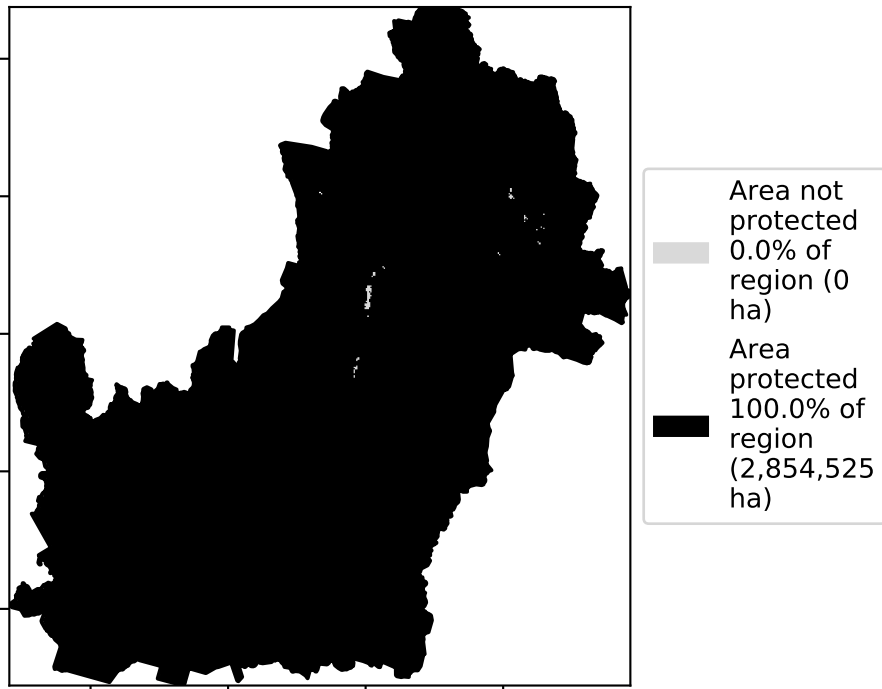 Area not
protected
0.0% of
region (0
ha)
Area
protected
100.0% of
region
(2,854,525
ha)